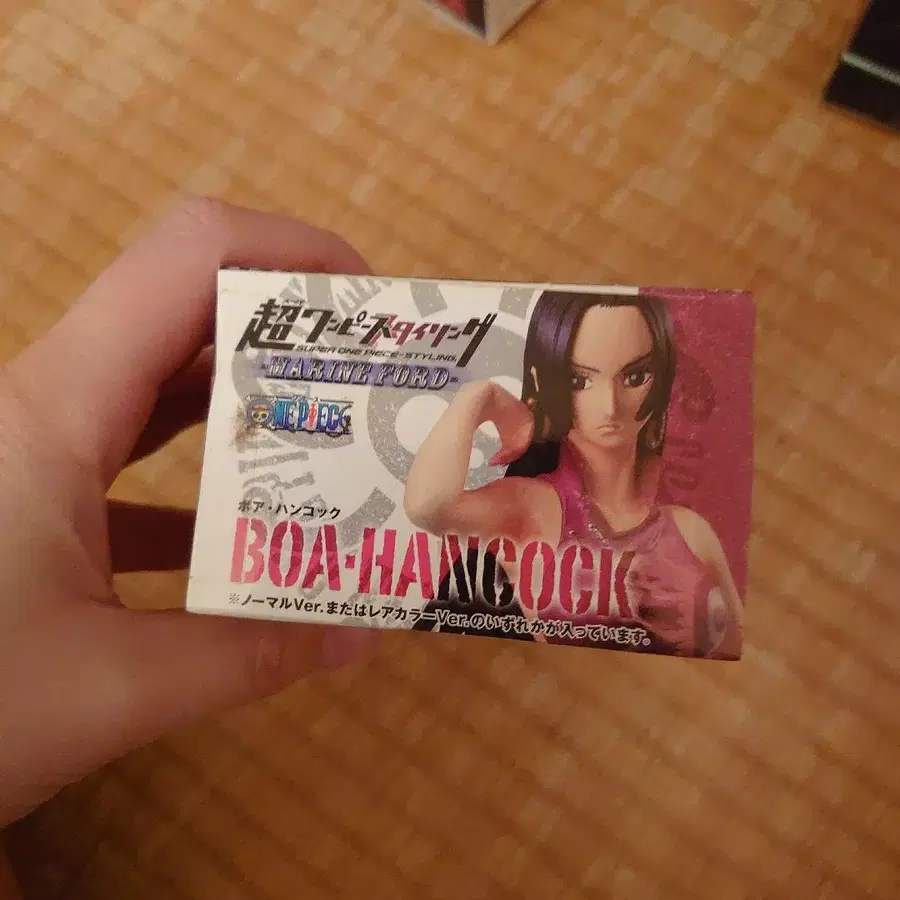 超ワンピーススタイリング
SUPER ONE PIECE-STYLING
-MARINE FORD-
ONE PIECE
ボア・ハンコック
BOA・HANCOCK
※ノーマルVer.またはレアカラーVer.のいずれかが入っています。